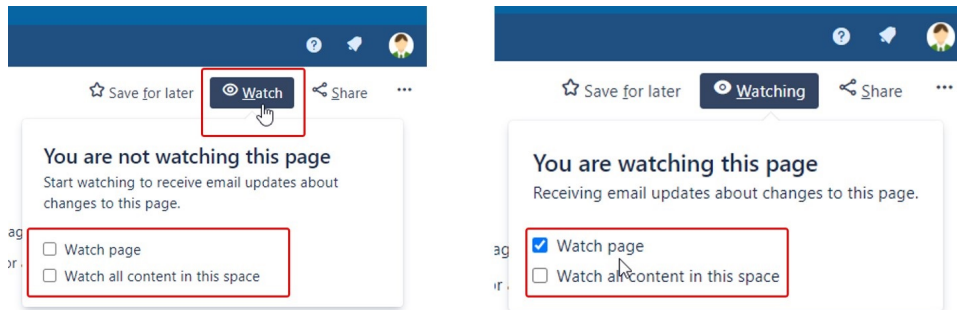 Save for later Watch Share
You are not watching this page
Start watching to receive email updates about
changes to this page.
Watch page
Watch all content in this space
Save for later Watching Share
You are watching this page
Receiving email updates about changes to this page.
Watch page
Watch all content in this space